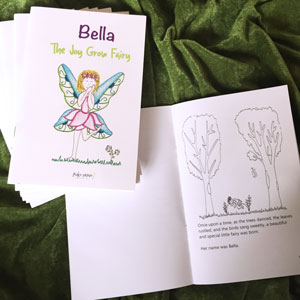 Bella
The Joy Grow Fairy
Once upon a time, as the trees danced, the leaves
rustled, and the birds sang sweetly, a beautiful
and special little fairy was born.
Her name was Bella.